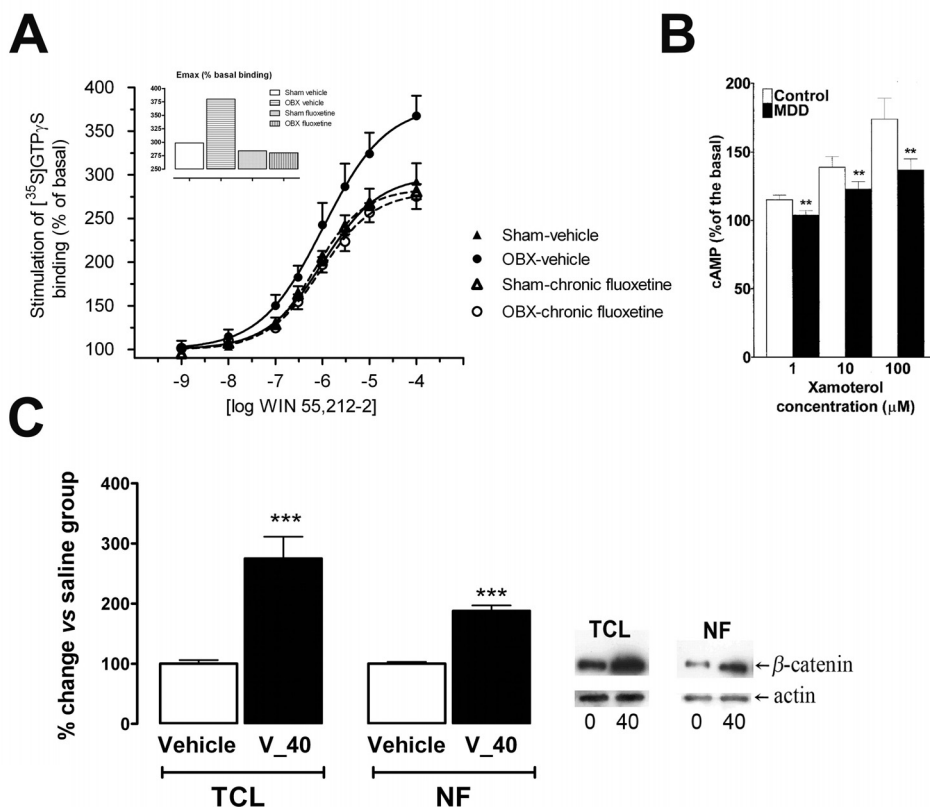 A
Emax (% basal binding)
400
375
350
325
300
275
250
Sham vehicle
OBX vehicle
Sham fluoxetine
OBX fluoxetine
Stimulation of [³⁵S]GTPγS
binding (% of basal)
400
350
300
250
200
150
100
-9 -8 -7 -6 -5 -4
[log WIN 55,212-2]
Sham-vehicle
OBX-vehicle
Sham-chronic fluoxetine
OBX-chronic fluoxetine
B
cAMP (%of the basal)
200
150
100
50
0
Control
MDD
**
**
**
1 10 100
Xamoterol
concentration (μM)
C
% change vs saline group
400
300
200
100
0
***
***
Vehicle V_40 Vehicle V_40
TCL NF
TCL NF
←β-catenin
←actin
0 40 0 40